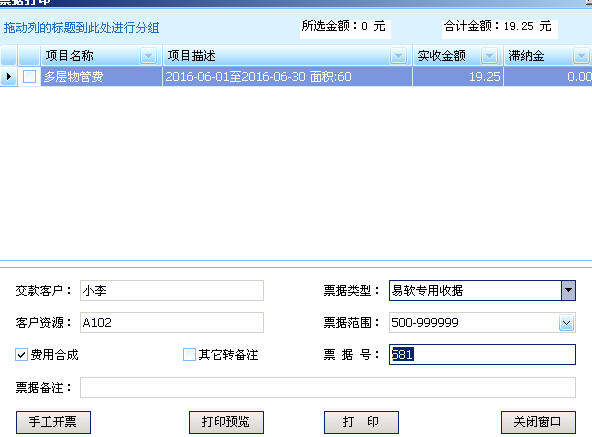 票据打印
拖动列的标题到此处进行分组 所选金额：0 元 合计金额：19.25 元
项目名称 项目描述 实收金额 滞纳金
多层物管费 2016-06-01至2016-06-30 面积:60 19.25 0.00
交款客户： 小李 票据类型： 易软专用收据
客户资源： A102 票据范围： 500-999999
费用合成 其它转备注 票 据 号： 581
票据备注：
手工开票 打印预览 打 印 关闭窗口